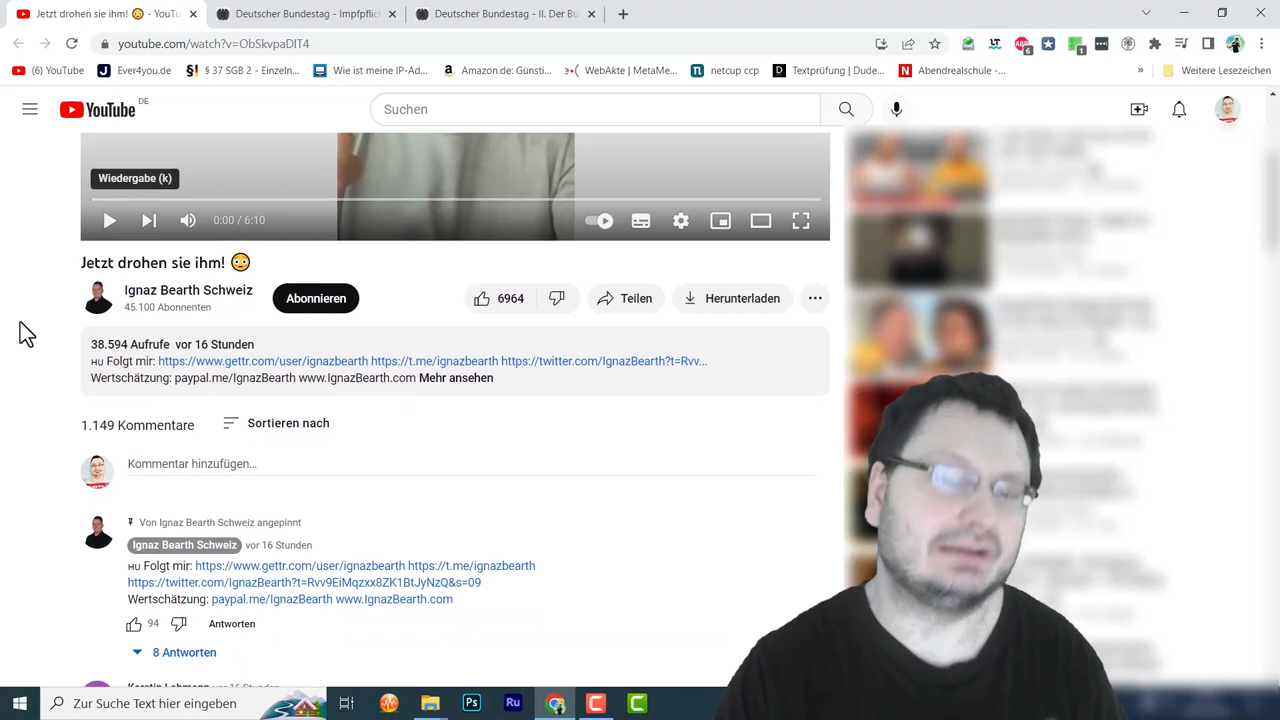 Jetzt drohen sie ihm! 😳 - YouTu
Deutscher Bundestag - Impfpflic
Deutscher Bundestag - II. Der Bu
youtube.com/watch?v=ObSkvpaDIT4
6
1
(6) YouTube
Ever4you.de
§ 37 SGB 2 - Einzeln...
Wie ist meine IP-Ad...
Amazon.de: Günsti...
WebAkte | MetaMe...
netcup ccp
Textprüfung | Dude...
Abendrealschule -...
»
Weitere Lesezeichen
YouTube DE
Suchen
Wiedergabe (k)
0:00 / 6:10
Jetzt drohen sie ihm! 😳
Ignaz Bearth Schweiz
45.100 Abonnenten
Abonnieren
6964
Teilen
Herunterladen
38.594 Aufrufe vor 16 Stunden
HU Folgt mir: https://www.gettr.com/user/ignazbearth https://t.me/ignazbearth https://twitter.com/IgnazBearth?t=Rvv...
Wertschätzung: paypal.me/IgnazBearth www.IgnazBearth.com Mehr ansehen
1.149 Kommentare
Sortieren nach
Kommentar hinzufügen...
Von Ignaz Bearth Schweiz angepinnt
Ignaz Bearth Schweiz vor 16 Stunden
HU Folgt mir: https://www.gettr.com/user/ignazbearth https://t.me/ignazbearth
https://twitter.com/IgnazBearth?t=Rvv9EiMqzxx8ZK1BtJyNzQ&s=09
Wertschätzung: paypal.me/IgnazBearth www.IgnazBearth.com
94
Antworten
8 Antworten
Zur Suche Text hier eingeben
Ps
Ru